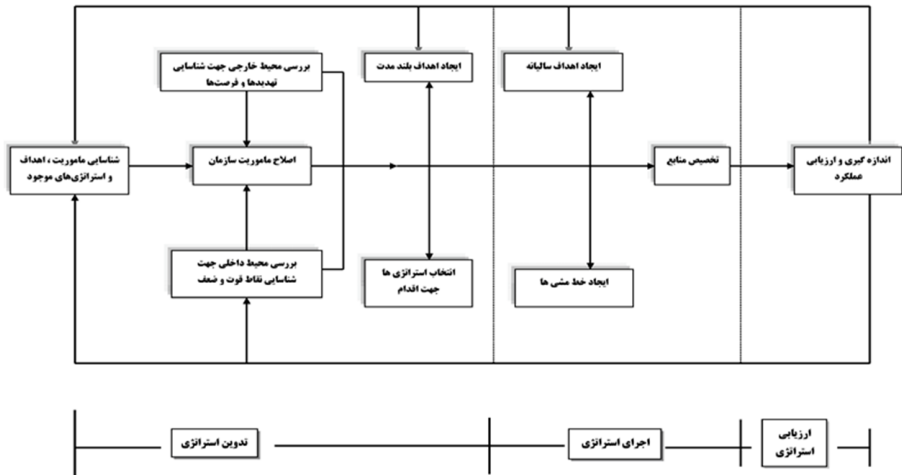 بررسی محیط خارجی جهت شناسایی
تهدیدها و فرصت‌ها
ایجاد اهداف بلند مدت
ایجاد اهداف سالیانه
شناسایی ماموریت ، اهداف
و استراتژی‌های موجود
اصلاح ماموریت سازمان
تخصیص منابع
اندازه گیری و ارزیابی
عملکرد
بررسی محیط داخلی جهت
شناسایی نقاط قوت و ضعف
انتخاب استراتژی ها
جهت اقدام
ایجاد خط مشی ها
تدوین استراتژی
اجرای استراتژی
ارزیابی
استراتژی